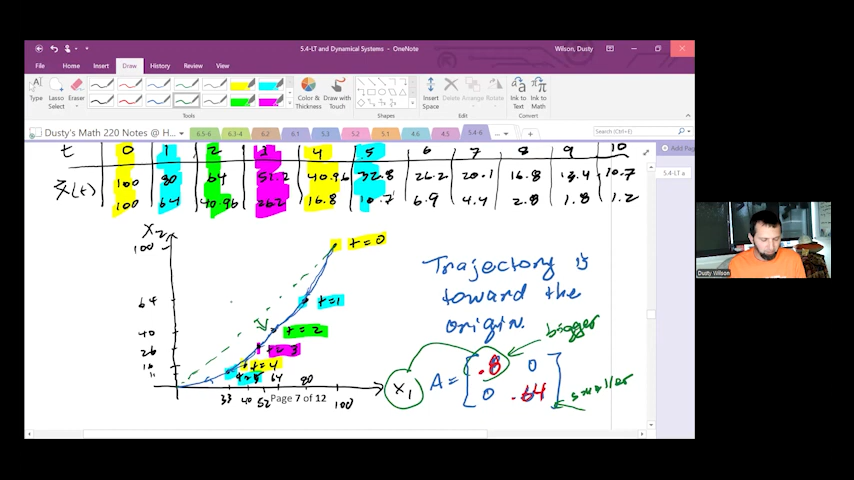 5.4-LT and Dynamical Systems - OneNote
Wilson, Dusty
File Home Insert Draw History Review View
Type
Lasso Select
Eraser
Tools
Color & Thickness
Draw with Touch
Shapes
Insert Space
Delete
Arrange
Rotate
Edit
Ink to Text
Ink to Math
Convert
Dusty's Math 220 Notes @ H...
6.5-6 6.3-4 6.2 6.1 5.3 5.2 5.1 4.5 5.4-6
Search (Ctrl+E)
Add Page
5.4-LT a
t 0 1 2 3 4 5 6 7 8 9 10
x(t) 100 80 64 51.2 40.96 32.8 26.2 20.1 16.8 13.4 10.7
100 64 40.96 26.2 16.8 10.7 6.9 4.4 2.8 1.8 1.2
x2
100
t=0
64
t=1
40
t=2
26
t=3
16
t=4
11
t=5
33 40 52 64 80 100
x1
Page 7 of 12
Trajectory is
toward the
origin.
bigger
A = [ .8 0
0 .64 ]
smaller
Dusty Wilson